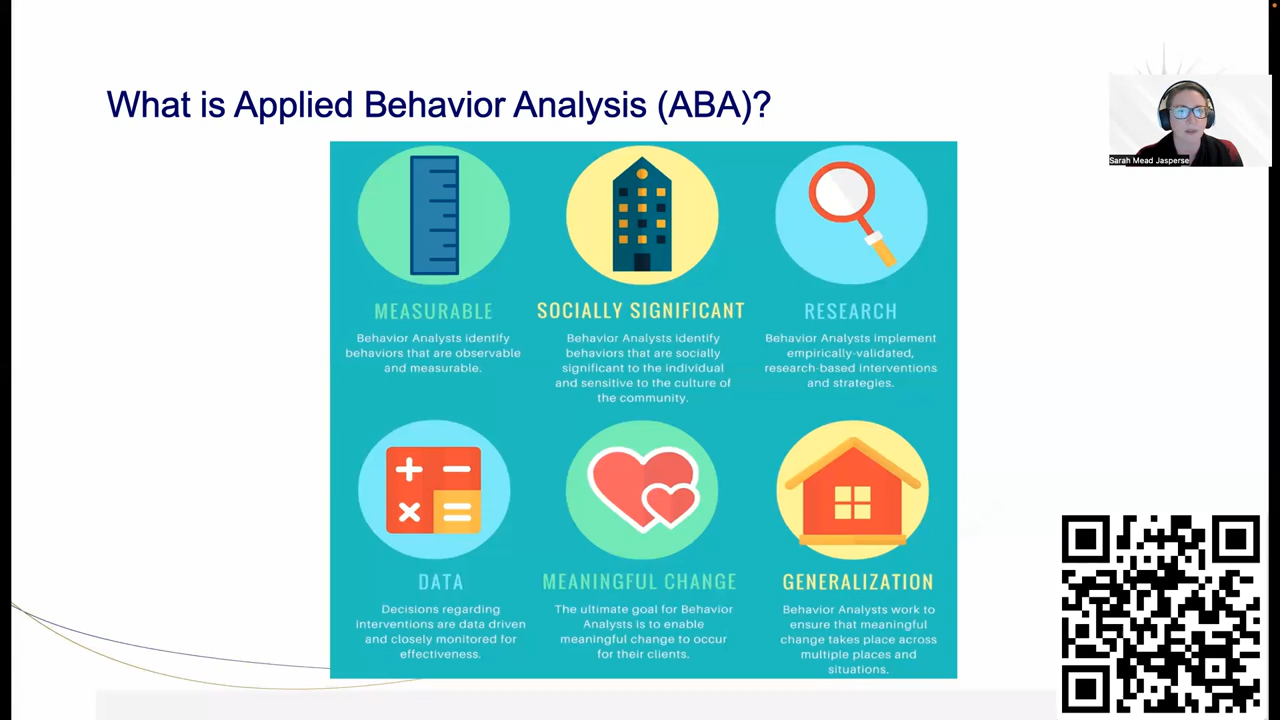 What is Applied Behavior Analysis (ABA)?
Sarah Mead Jasperse
MEASURABLE
Behavior Analysts identify
behaviors that are observable
and measurable.
SOCIALLY SIGNIFICANT
Behavior Analysts identify
behaviors that are socially
significant to the individual
and sensitive to the culture of
the community.
RESEARCH
Behavior Analysts implement
empirically-validated,
research-based interventions
and strategies.
DATA
Decisions regarding
interventions are data driven
and closely monitored for
effectiveness.
MEANINGFUL CHANGE
The ultimate goal for Behavior
Analysts is to enable
meaningful change to occur
for their clients.
GENERALIZATION
Behavior Analysts work to
ensure that meaningful
change takes place across
multiple places and
situations.